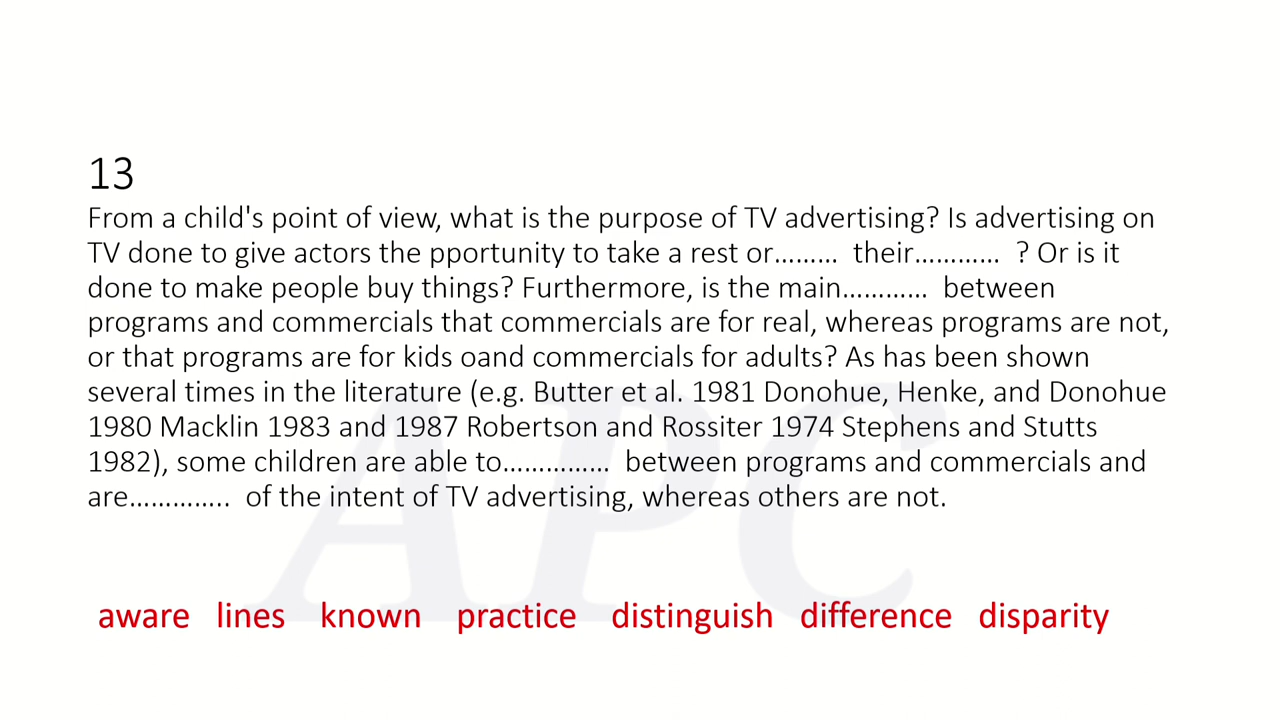 13
From a child's point of view, what is the purpose of TV advertising? Is advertising on
TV done to give actors the pportunity to take a rest or……… their………… ? Or is it
done to make people buy things? Furthermore, is the main………… between
programs and commercials that commercials are for real, whereas programs are not,
or that programs are for kids oand commercials for adults? As has been shown
several times in the literature (e.g. Butter et al. 1981 Donohue, Henke, and Donohue
1980 Macklin 1983 and 1987 Robertson and Rossiter 1974 Stephens and Stutts
1982), some children are able to…………… between programs and commercials and
are………….. of the intent of TV advertising, whereas others are not.
APC
aware lines known practice distinguish difference disparity